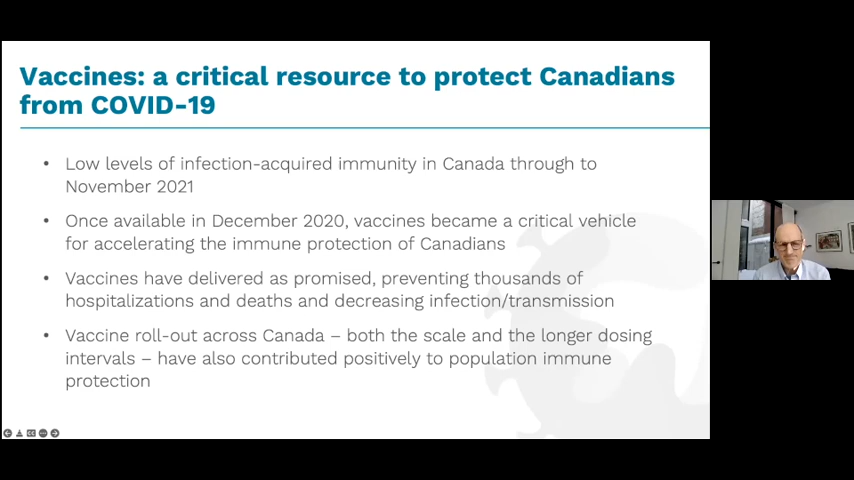 Vaccines: a critical resource to protect Canadians
from COVID-19
• Low levels of infection-acquired immunity in Canada through to
November 2021
• Once available in December 2020, vaccines became a critical vehicle
for accelerating the immune protection of Canadians
• Vaccines have delivered as promised, preventing thousands of
hospitalizations and deaths and decreasing infection/transmission
• Vaccine roll-out across Canada – both the scale and the longer dosing
intervals – have also contributed positively to population immune
protection